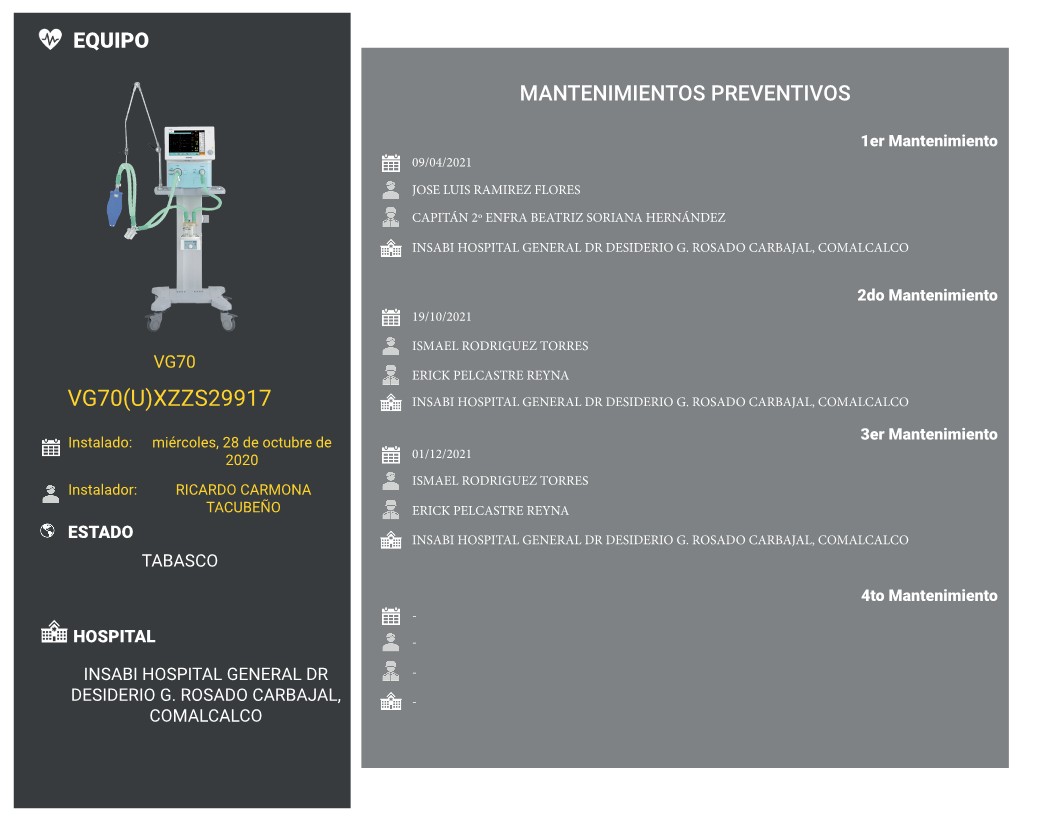 EQUIPO
VG70
VG70(U)XZZS29917
Instalado: miércoles, 28 de octubre de
2020
Instalador: RICARDO CARMONA
TACUBEÑO
ESTADO
TABASCO
HOSPITAL
INSABI HOSPITAL GENERAL DR
DESIDERIO G. ROSADO CARBAJAL,
COMALCALCO
MANTENIMIENTOS PREVENTIVOS
1er Mantenimiento
09/04/2021
JOSE LUIS RAMIREZ FLORES
CAPITÁN 2º ENFRA BEATRIZ SORIANA HERNÁNDEZ
INSABI HOSPITAL GENERAL DR DESIDERIO G. ROSADO CARBAJAL, COMALCALCO
2do Mantenimiento
19/10/2021
ISMAEL RODRIGUEZ TORRES
ERICK PELCASTRE REYNA
INSABI HOSPITAL GENERAL DR DESIDERIO G. ROSADO CARBAJAL, COMALCALCO
3er Mantenimiento
01/12/2021
ISMAEL RODRIGUEZ TORRES
ERICK PELCASTRE REYNA
INSABI HOSPITAL GENERAL DR DESIDERIO G. ROSADO CARBAJAL, COMALCALCO
4to Mantenimiento
-
-
-
-